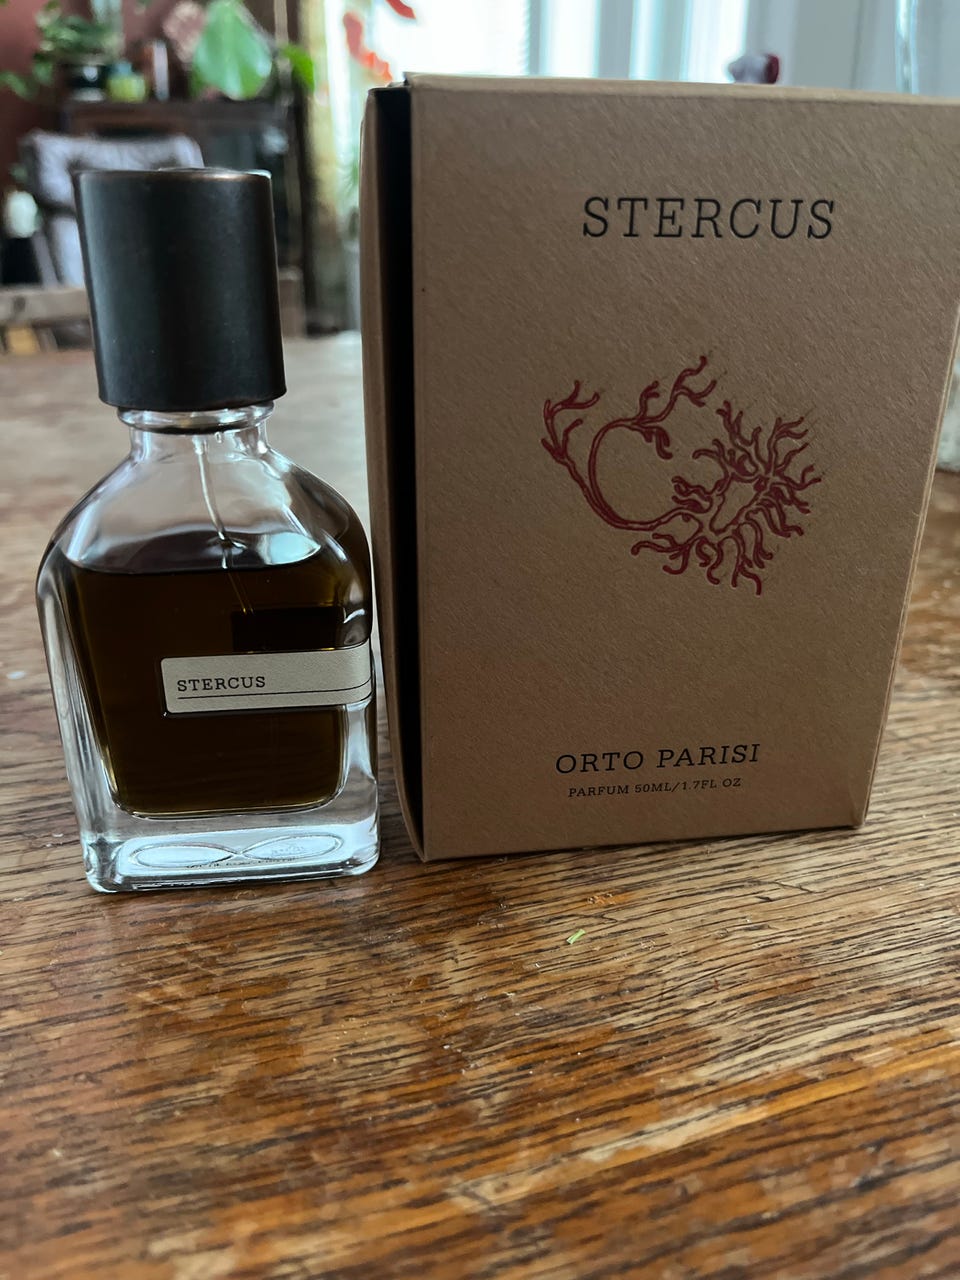 STERCUS
STERCUS
ORTO PARISI
PARFUM 50ML/1.7FL OZ